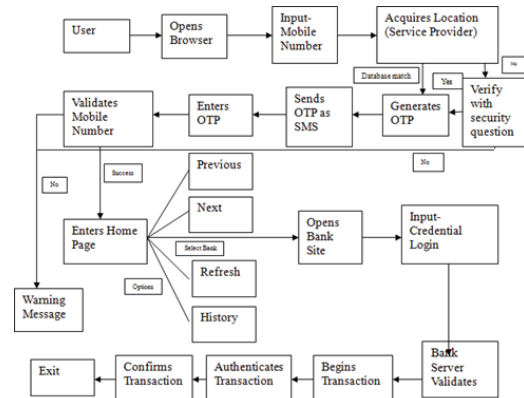 User
Opens
Browser
Input-
Mobile
Number
Acquires Location
(Service Provider)
No
Database match
Yes
Validates
Mobile
Number
Enters
OTP
Sends
OTP as
SMS
Generates
OTP
Verify
with
security
question
No
Success
No
Previous
Next
Enters Home
Page
Select Bank
Opens
Bank
Site
Input-
Credential
Login
Options
Refresh
History
Warning
Message
Exit
Confirms
Transaction
Authenticates
Transaction
Begins
Transaction
Bank
Server
Validates